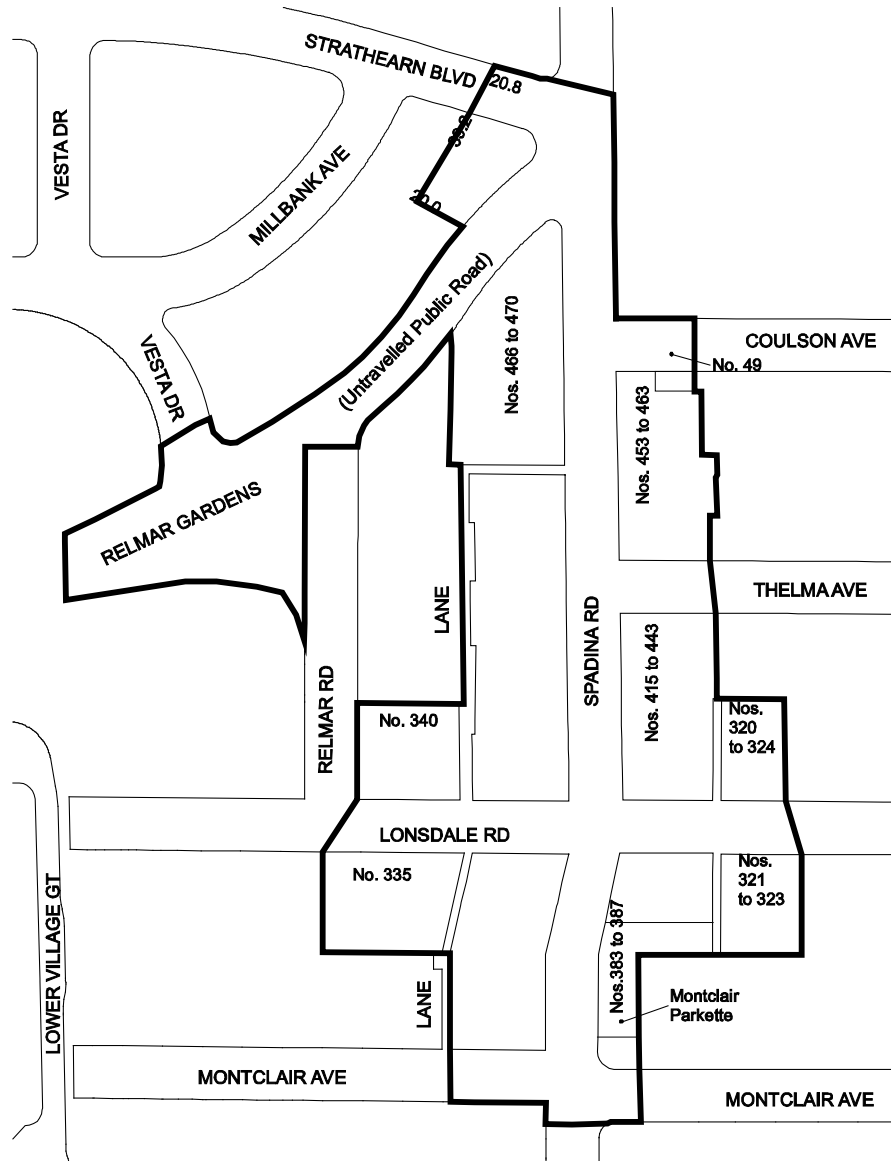 STRATHEARN BLVD
20.8
VESTA DR
MILLBANK AVE
20.0
(Untravelled Public Road)
Nos. 466 to 470
COULSON AVE
No. 49
VESTA DR
Nos. 453 to 463
RELMAR GARDENS
THELMA AVE
LANE
SPADINA RD
Nos. 415 to 443
RELMAR RD
No. 340
Nos.
320
to 324
LONSDALE RD
No. 335
Nos.
321
to 323
LOWER VILLAGE GT
Nos.383 to 387
LANE
Montclair
Parkette
MONTCLAIR AVE
MONTCLAIR AVE